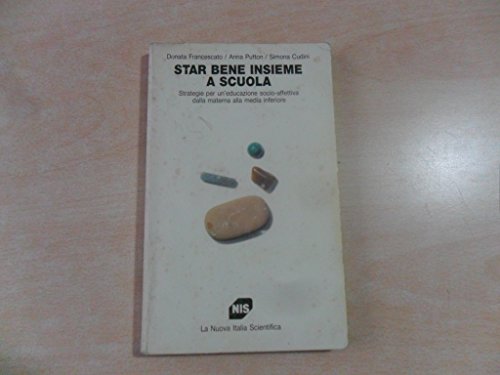 Donata Francescato / Anna Putton / Simona Cudini
STAR BENE INSIEME
A SCUOLA
Strategie per un'educazione socio-affettiva
dalla materna alla media inferiore
NIS
La Nuova Italia Scientifica